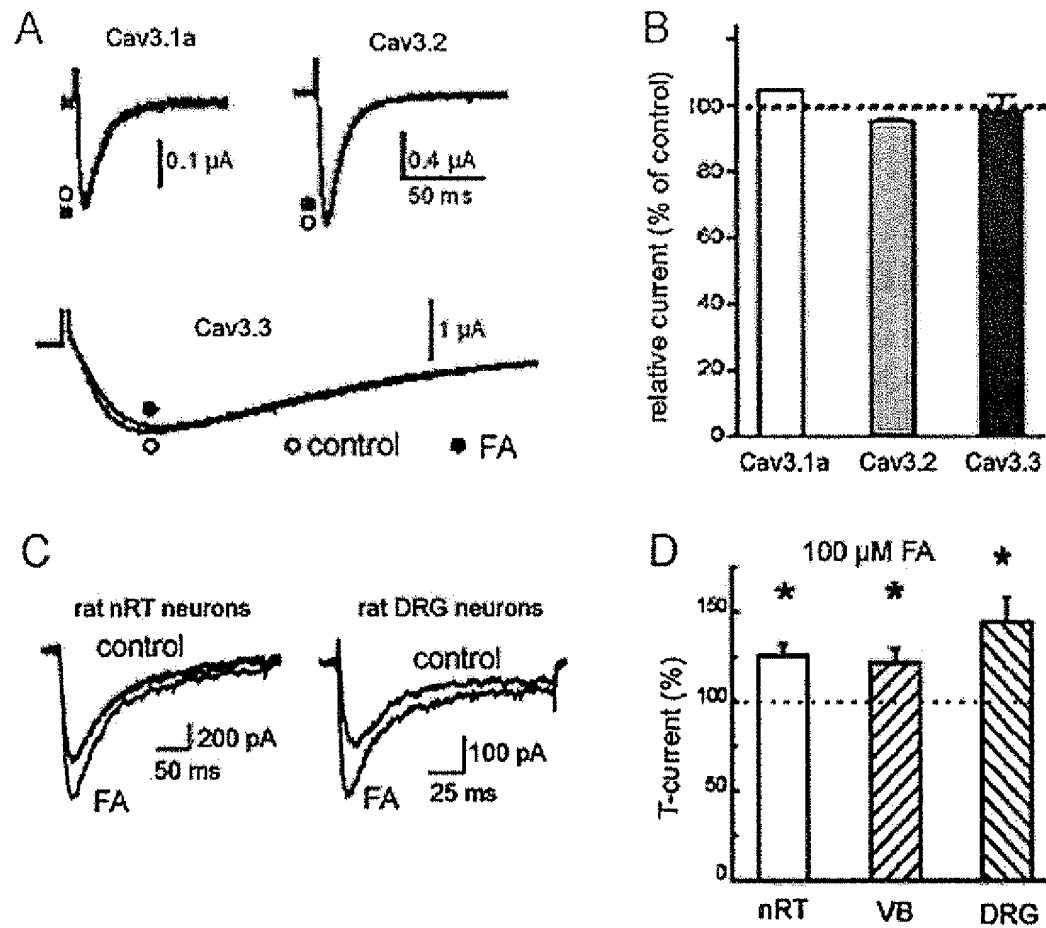 A
Cav3.1a
Cav3.2
0.1 µA
0.4 µA
50 ms
Cav3.3
1 µA
control
FA
B
relative current (% of control)
100
80
60
40
20
0
Cav3.1a
Cav3.2
Cav3.3
C
rat nRT neurons
control
FA
200 pA
50 ms
rat DRG neurons
control
FA
100 pA
25 ms
D
100 µM FA
* * *
T-current (%)
150
100
50
0
nRT
VB
DRG